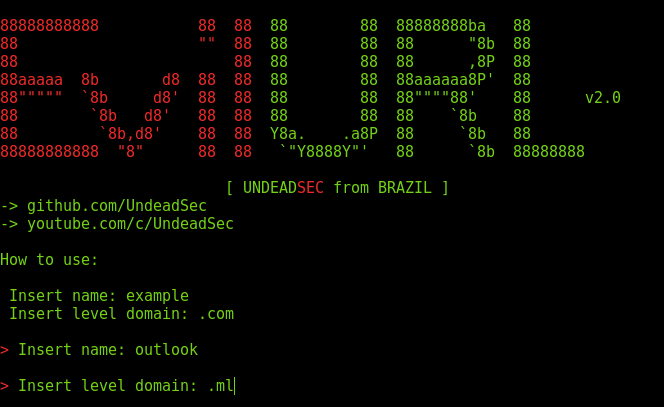 88888888888           88  88  88        88  88888888ba   88
88                    ""  88  88        88  88      "8b  88
88                        88  88        88  88      ,8P  88
88aaaaa  8b       d8  88  88  88        88  88aaaaaa8P'  88
88"""""  `8b     d8'  88  88  88        88  88""""88'    88      v2.0
88        `8b   d8'   88  88  88        88  88    `8b    88
88         `8b,d8'    88  88  Y8a.    .a8P  88     `8b   88
88888888888  "8"      88  88   `"Y8888Y"'   88      `8b  88888888
[ UNDEADSEC from BRAZIL ]
-> github.com/UndeadSec
-> youtube.com/c/UndeadSec
How to use:
Insert name: example
Insert level domain: .com
> Insert name: outlook
> Insert level domain: .ml